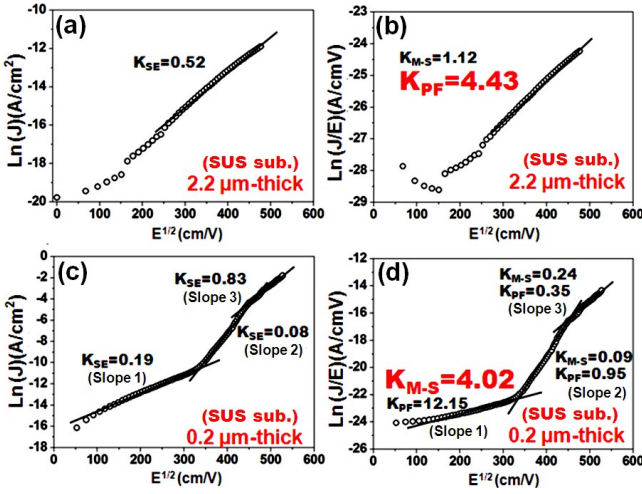 (a)
Ln (J)(A/cm²)
-10
-12
-14
-16
-18
-20
K_SE=0.52
(SUS sub.)
2.2 µm-thick
0 100 200 300 400 500 600
E^1/2 (cm/V)
(b)
Ln (J/E)(A/cmV)
-23
-24
-25
-26
-27
-28
-29
K_M-S=1.12
K_PF=4.43
(SUS sub.)
2.2 µm-thick
0 100 200 300 400 500 600
E^1/2 (cm/V)
(c)
Ln (J)(A/cm²)
4
2
0
-2
-4
-6
-8
-10
-12
-14
-16
-18
K_SE=0.83
(Slope 3)
K_SE=0.08
(Slope 2)
K_SE=0.19
(Slope 1)
(SUS sub.)
0.2 µm-thick
0 100 200 300 400 500 600
E^1/2 (cm/V)
(d)
Ln (J/E)(A/cmV)
-10
-12
-14
-16
-18
-20
-22
-24
-26
K_M-S=0.24
K_PF=0.35
(Slope 3)
K_M-S=0.09
K_PF=0.95
(Slope 2)
K_M-S=4.02
K_PF=12.15
(Slope 1)
(SUS sub.)
0.2 µm-thick
0 100 200 300 400 500 600
E^1/2 (cm/V)